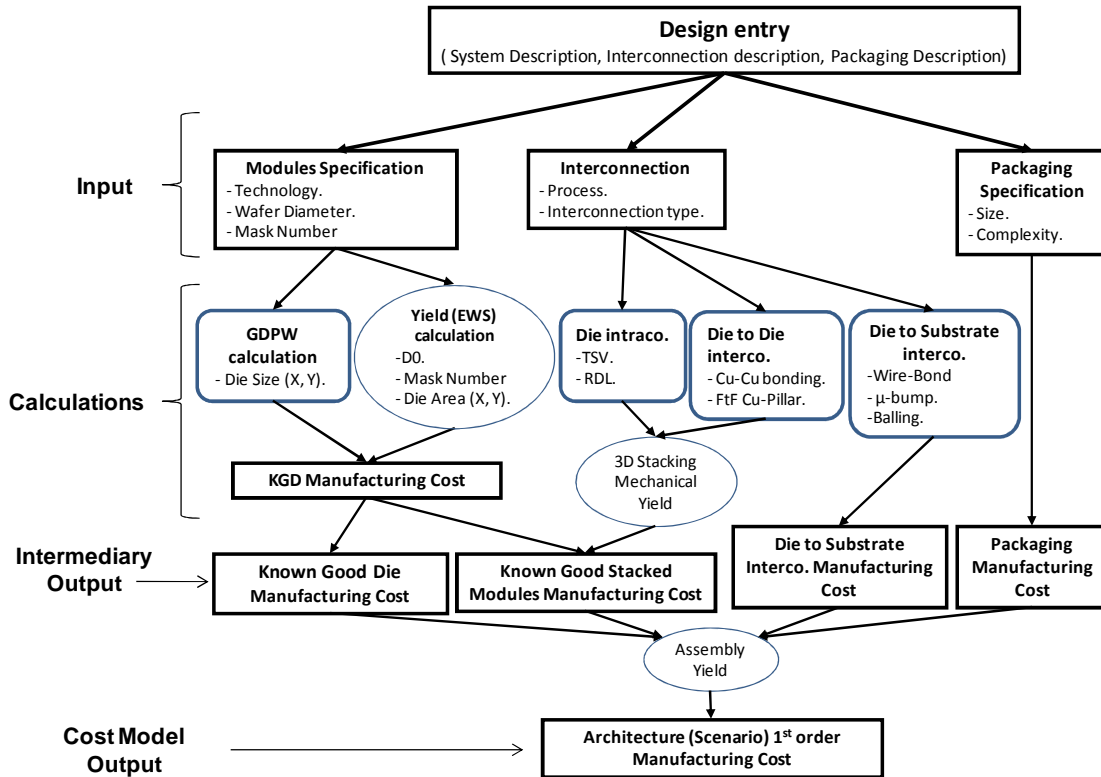 Design entry
( System Description, Interconnection description, Packaging Description)
Input
Modules Specification
- Technology.
- Wafer Diameter.
- Mask Number
Interconnection
- Process.
- Interconnection type.
Packaging
Specification
- Size.
- Complexity.
Calculations
GDPW
calculation
- Die Size (X, Y).
Yield (EWS)
calculation
-D0.
- Mask Number
- Die Area (X, Y).
Die intraco.
-TSV.
- RDL.
Die to Die
interco.
- Cu-Cu bonding.
- FtF Cu-Pillar.
Die to Substrate
interco.
- Wire-Bond
- μ-bump.
- Balling.
KGD Manufacturing Cost
3D Stacking
Mechanical
Yield
Intermediary
Output
Known Good Die
Manufacturing Cost
Known Good Stacked
Modules Manufacturing Cost
Die to Substrate
Interco. Manufacturing
Cost
Packaging
Manufacturing
Cost
Assembly
Yield
Cost Model
Output
Architecture (Scenario) 1st order
Manufacturing Cost